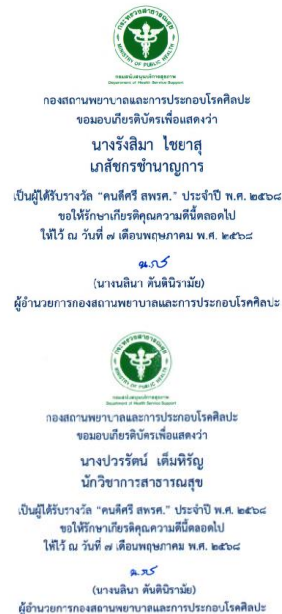 กระทรวงสาธารณสุข
MINISTRY OF PUBLIC HEALTH
กรมสนับสนุนบริการสุขภาพ
Department of Health Service Support
กองสถานพยาบาลและการประกอบโรคศิลปะ
ขอมอบเกียรติบัตรเพื่อแสดงว่า
นางรังสิมา ไชยาสุ
เภสัชกรชำนาญการ
เป็นผู้ได้รับรางวัล “คนดีศรี สพรศ.” ประจำปี พ.ศ. ๒๕๖๘
ขอให้รักษาเกียรติคุณความดีนี้ตลอดไป
ให้ไว้ ณ วันที่ ๗ เดือนพฤษภาคม พ.ศ. ๒๕๖๘
(นางนลินา ตันตินิรามัย)
ผู้อำนวยการกองสถานพยาบาลและการประกอบโรคศิลปะ
กระทรวงสาธารณสุข
MINISTRY OF PUBLIC HEALTH
กรมสนับสนุนบริการสุขภาพ
Department of Health Service Support
กองสถานพยาบาลและการประกอบโรคศิลปะ
ขอมอบเกียรติบัตรเพื่อแสดงว่า
นางปวรรัตน์ เต็มหิรัญ
นักวิชาการสาธารณสุข
เป็นผู้ได้รับรางวัล “คนดีศรี สพรศ.” ประจำปี พ.ศ. ๒๕๖๘
ขอให้รักษาเกียรติคุณความดีนี้ตลอดไป
ให้ไว้ ณ วันที่ ๗ เดือนพฤษภาคม พ.ศ. ๒๕๖๘
(นางนลินา ตันตินิรามัย)
ผู้อำนวยการกองสถานพยาบาลและการประกอบโรคศิลปะ